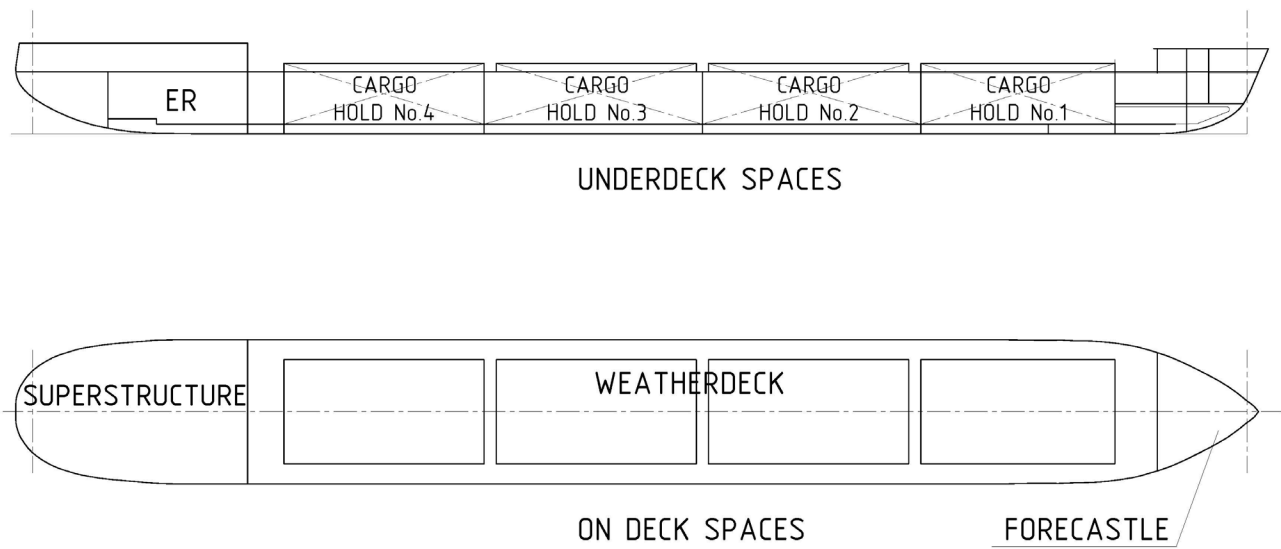 ER
CARGO
HOLD No.4
CARGO
HOLD No.3
CARGO
HOLD No.2
CARGO
HOLD No.1
UNDERDECK SPACES
SUPERSTRUCTURE
WEATHERDECK
ON DECK SPACES
FORECASTLE